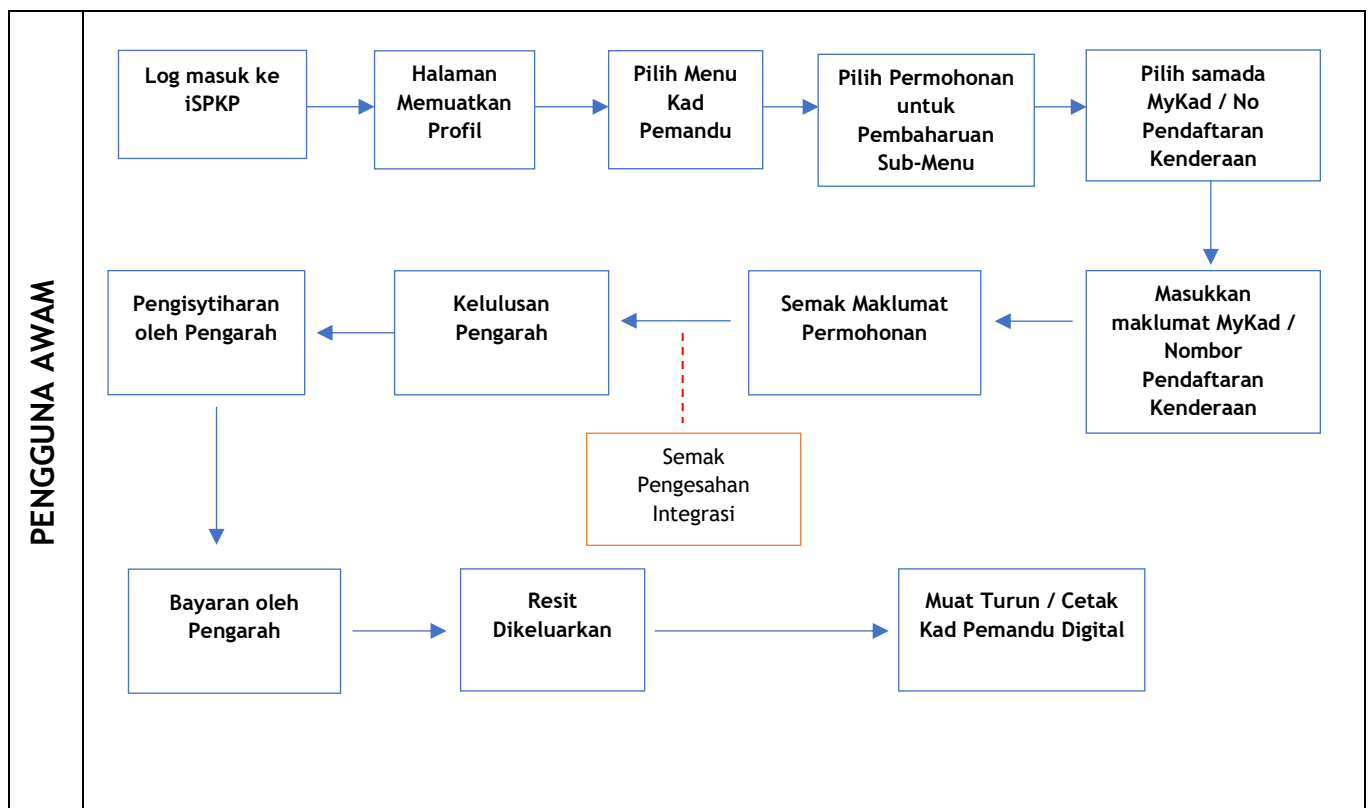 PENGGUNA AWAM
Log masuk ke
iSPKP
Halaman
Memuatkan
Profil
Pilih Menu
Kad
Pemandu
Pilih Permohonan
untuk
Pembaharuan
Sub-Menu
Pilih samada
MyKad / No
Pendaftaran
Kenderaan
Masukkan
maklumat MyKad /
Nombor
Pendaftaran
Kenderaan
Semak Maklumat
Permohonan
Kelulusan
Pengarah
Pengisytiharan
oleh Pengarah
Semak
Pengesahan
Integrasi
Bayaran oleh
Pengarah
Resit
Dikeluarkan
Muat Turun / Cetak
Kad Pemandu Digital